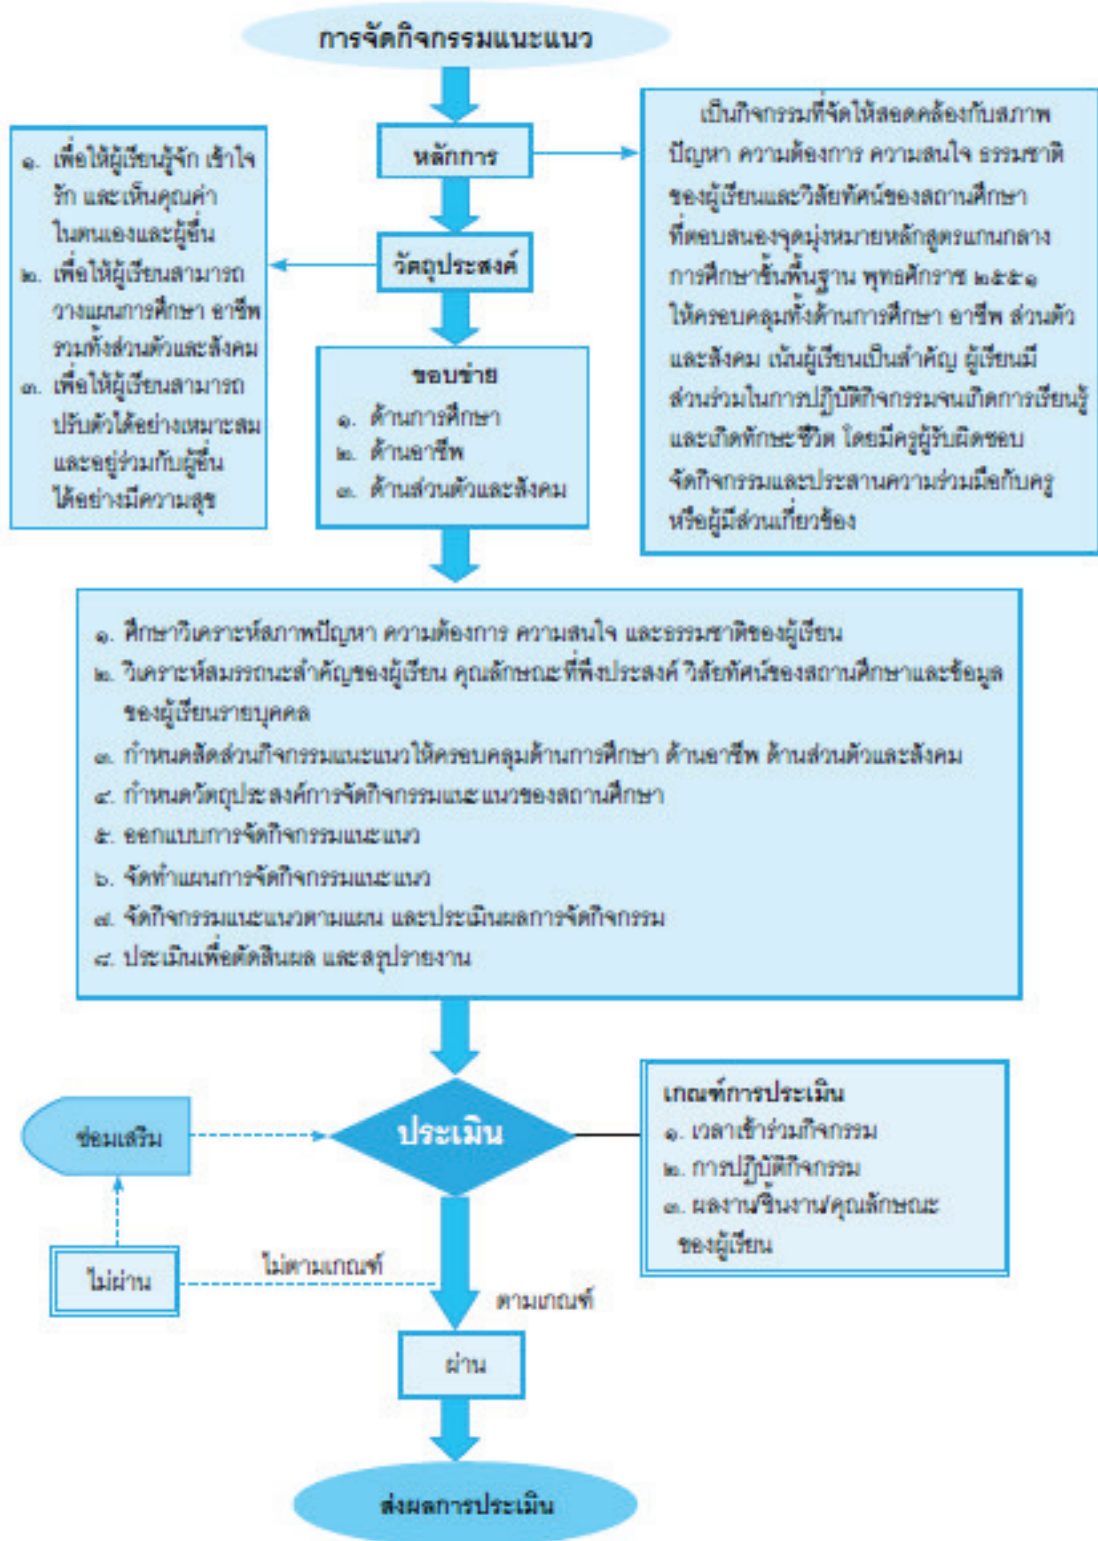 การจัดกิจกรรมแนะแนว
หลักการ
เป็นกิจกรรมที่จัดให้สอดคล้องกับสภาพ
ปัญหา ความต้องการ ความสนใจ ธรรมชาติ
ของผู้เรียนและวิสัยทัศน์ของสถานศึกษา
ที่ตอบสนองจุดมุ่งหมายหลักสูตรแกนกลาง
การศึกษาขั้นพื้นฐาน พุทธศักราช ๒๕๕๑
ให้ครอบคลุมทั้งด้านการศึกษา อาชีพ ส่วนตัว
และสังคม เน้นผู้เรียนเป็นสำคัญ ผู้เรียนมี
ส่วนร่วมในการปฏิบัติกิจกรรมจนเกิดการเรียนรู้
และเกิดทักษะชีวิต โดยมีครูผู้รับผิดชอบ
จัดกิจกรรมและประสานความร่วมมือกับครู
หรือผู้มีส่วนเกี่ยวข้อง
วัตถุประสงค์
๑. เพื่อให้ผู้เรียนรู้จัก เข้าใจ
รัก และเห็นคุณค่า
ในตนเองและผู้อื่น
๒. เพื่อให้ผู้เรียนสามารถ
วางแผนการศึกษา อาชีพ
รวมทั้งส่วนตัวและสังคม
๓. เพื่อให้ผู้เรียนสามารถ
ปรับตัวได้อย่างเหมาะสม
และอยู่ร่วมกับผู้อื่น
ได้อย่างมีความสุข
ขอบข่าย
๑. ด้านการศึกษา
๒. ด้านอาชีพ
๓. ด้านส่วนตัวและสังคม
๑. ศึกษาวิเคราะห์สภาพปัญหา ความต้องการ ความสนใจ และธรรมชาติของผู้เรียน
๒. วิเคราะห์สมรรถนะสำคัญของผู้เรียน คุณลักษณะที่พึงประสงค์ วิสัยทัศน์ของสถานศึกษาและข้อมูล
ของผู้เรียนรายบุคคล
๓. กำหนดสัดส่วนกิจกรรมแนะแนวให้ครอบคลุมด้านการศึกษา ด้านอาชีพ ด้านส่วนตัวและสังคม
๔. กำหนดวัตถุประสงค์การจัดกิจกรรมแนะแนวของสถานศึกษา
๕. ออกแบบการจัดกิจกรรมแนะแนว
๖. จัดทำแผนการจัดกิจกรรมแนะแนว
๗. จัดกิจกรรมแนะแนวตามแผน และประเมินผลการจัดกิจกรรม
๘. ประเมินเพื่อตัดสินผล และสรุปรายงาน
ประเมิน
เกณฑ์การประเมิน
๑. เวลาเข้าร่วมกิจกรรม
๒. การปฏิบัติกิจกรรม
๓. ผลงาน/ชิ้นงาน/คุณลักษณะ
ของผู้เรียน
ซ่อมเสริม
ไม่ผ่าน
ไม่ตามเกณฑ์
ตามเกณฑ์
ผ่าน
ส่งผลการประเมิน